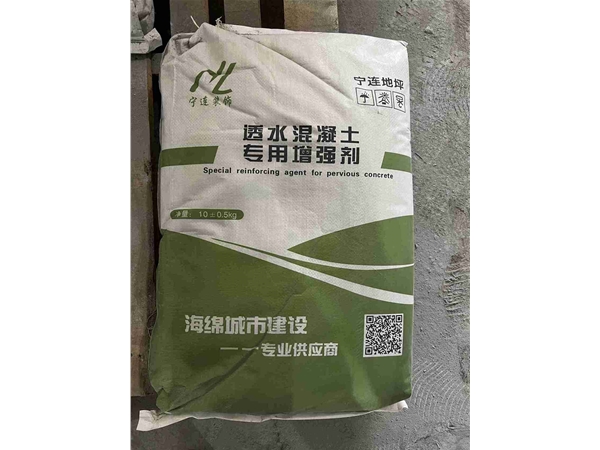 宁连装饰
宁连地坪
透水混凝土
专用增强剂
Special reinforcing agent for pervious concrete
净量: 10±0.5kg
海绵城市建设
——专业供应商